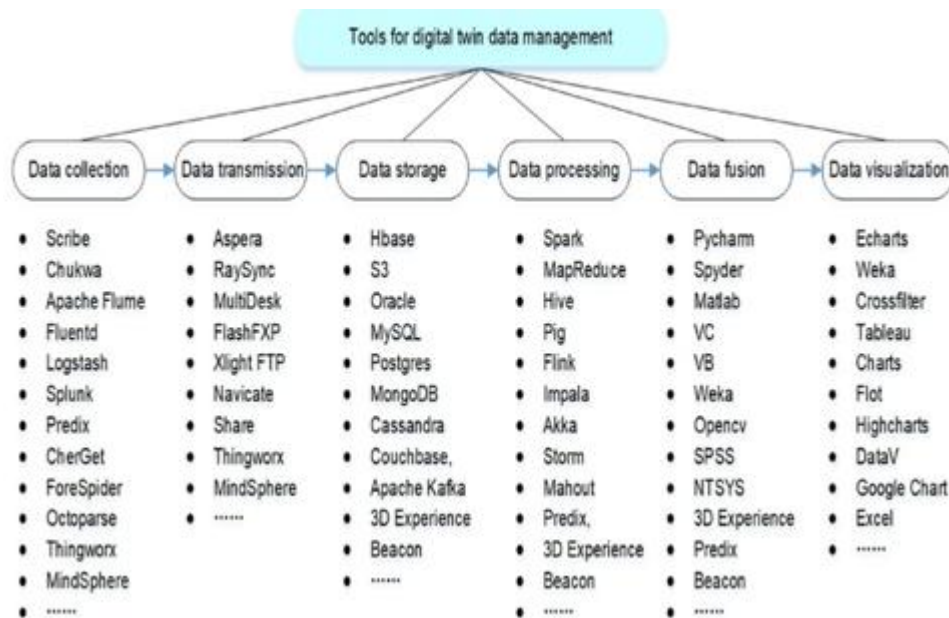 Tools for digital twin data management
Data collection
Data transmission
Data storage
Data processing
Data fusion
Data visualization
• Scribe
• Chukwa
• Apache Flume
• Fluentd
• Logstash
• Splunk
• Predix
• CherGet
• ForeSpider
• Octoparse
• Thingworx
• MindSphere
• ······
• Aspera
• RaySync
• MultiDesk
• FlashFXP
• Xlight FTP
• Navicate
• Share
• Thingworx
• MindSphere
• ······
• Hbase
• S3
• Oracle
• MySQL
• Postgres
• MongoDB
• Cassandra
• Couchbase,
• Apache Kafka
• 3D Experience
• Beacon
• ······
• Spark
• MapReduce
• Hive
• Pig
• Flink
• Impala
• Akka
• Storm
• Mahout
• Predix,
• 3D Experience
• Beacon
• ······
• Pycharm
• Spyder
• Matlab
• VC
• VB
• Weka
• Opencv
• SPSS
• NTSYS
• 3D Experience
• Predix
• Beacon
• ······
• Echarts
• Weka
• Crossfilter
• Tableau
• Charts
• Flot
• Highcharts
• DataV
• Google Chart
• Excel
• ······